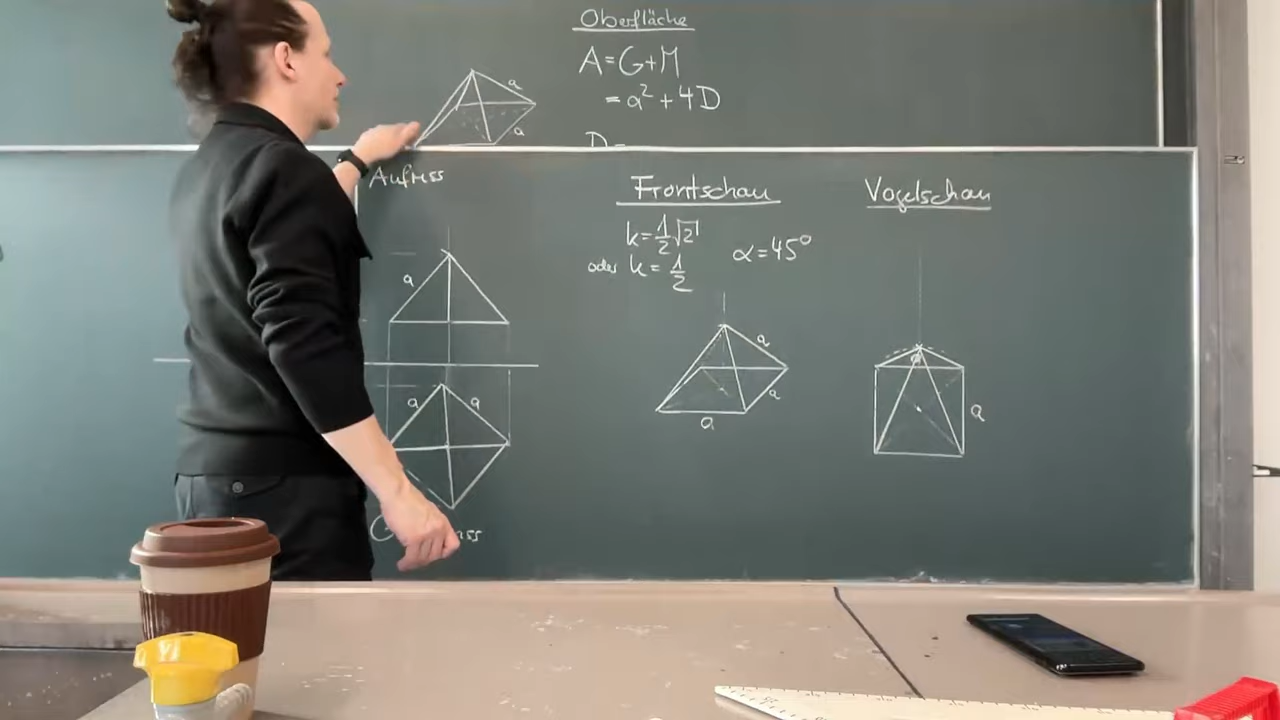 Oberfläche
A=G+M
= a² + 4D
D =
a
a
Aufriss
Frontschau
Vogelschau
k=½√2
α=45°
oder k = ½
a
a
a
a
a
a
a
a